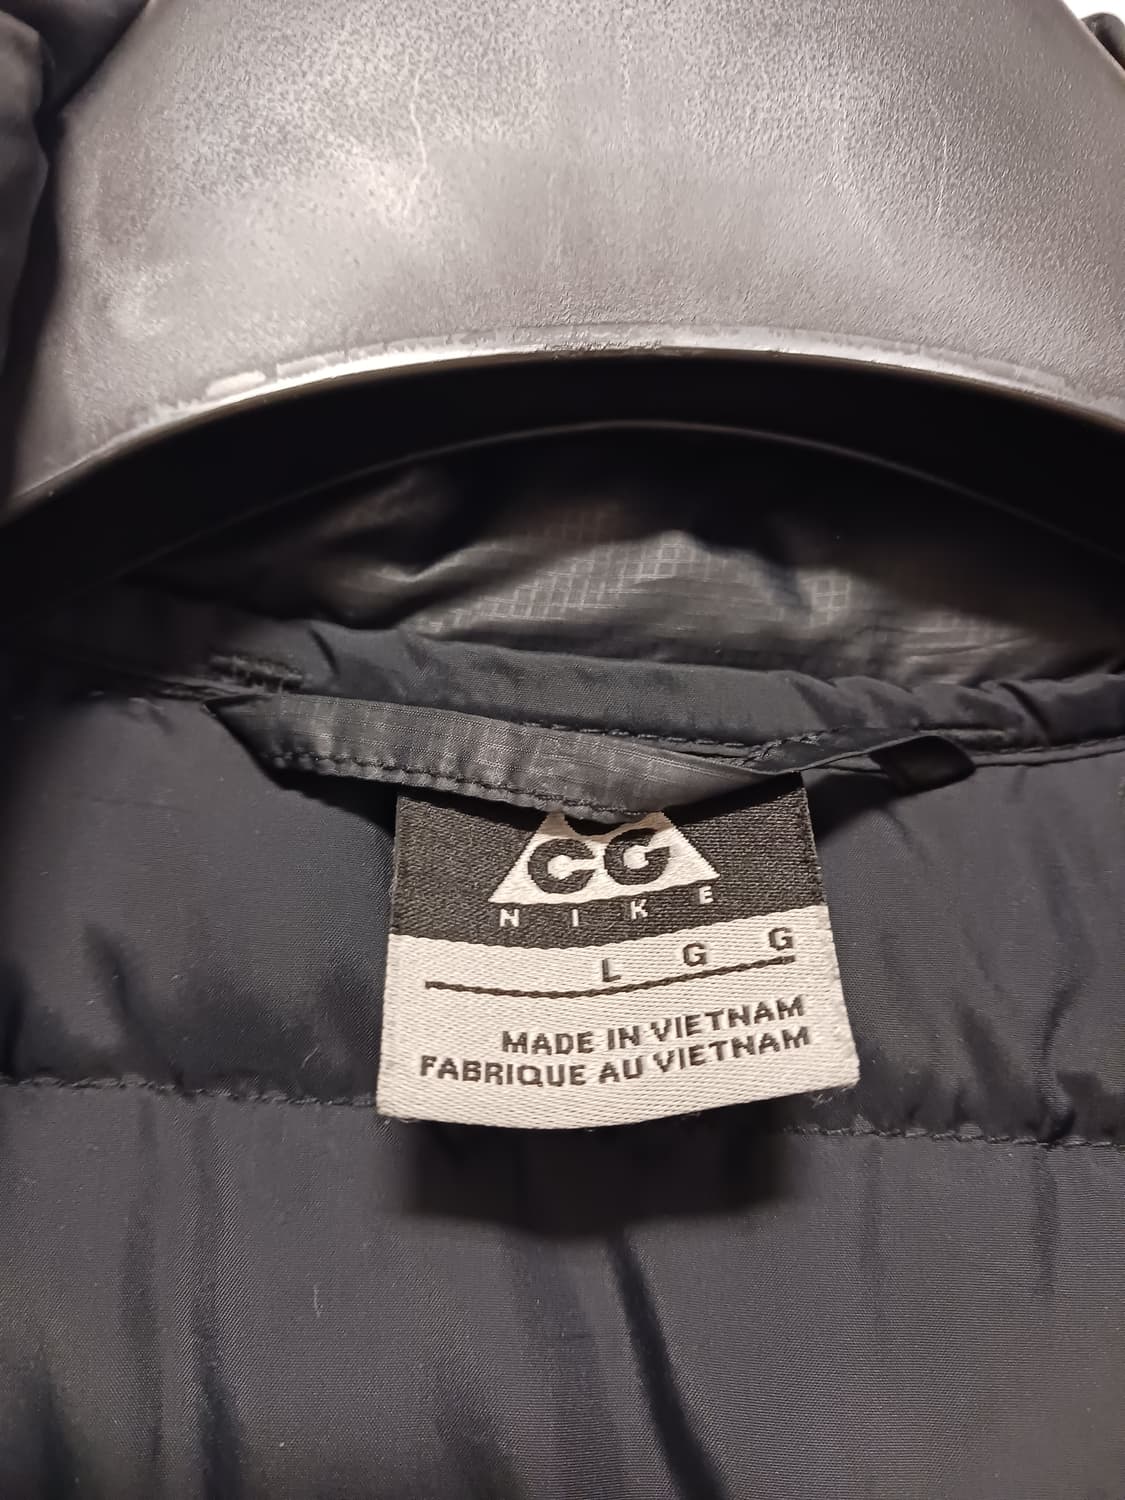 CG
NIKE
L G G
MADE IN VIETNAM
FABRIQUE AU VIETNAM